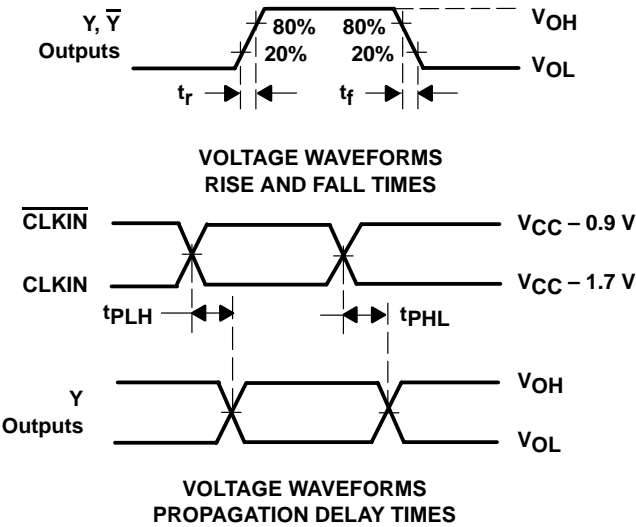 Y, Y̅
Outputs
80% 80%
20% 20%
VOH
VOL
tr
tf
VOLTAGE WAVEFORMS
RISE AND FALL TIMES
C̅L̅K̅I̅N̅
VCC – 0.9 V
CLKIN
VCC – 1.7 V
tPLH
tPHL
Y
Outputs
VOH
VOL
VOLTAGE WAVEFORMS
PROPAGATION DELAY TIMES